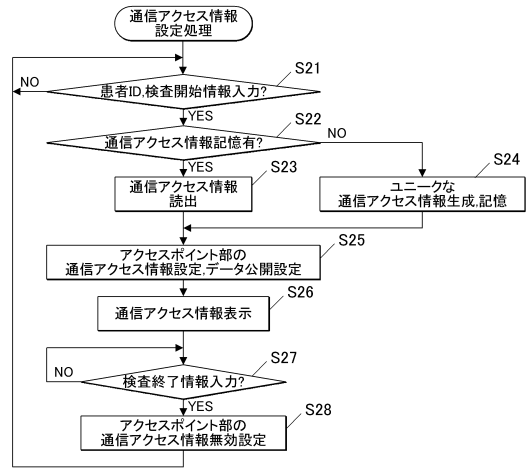 通信アクセス情報
設定処理
S21
患者ID,検査開始情報入力?
NO
YES
S22
通信アクセス情報記憶有?
NO
YES
S23
通信アクセス情報
読出
S24
ユニークな
通信アクセス情報生成,記憶
S25
アクセスポイント部の
通信アクセス情報設定,データ公開設定
S26
通信アクセス情報表示
S27
検査終了情報入力?
NO
YES
S28
アクセスポイント部の
通信アクセス情報無効設定